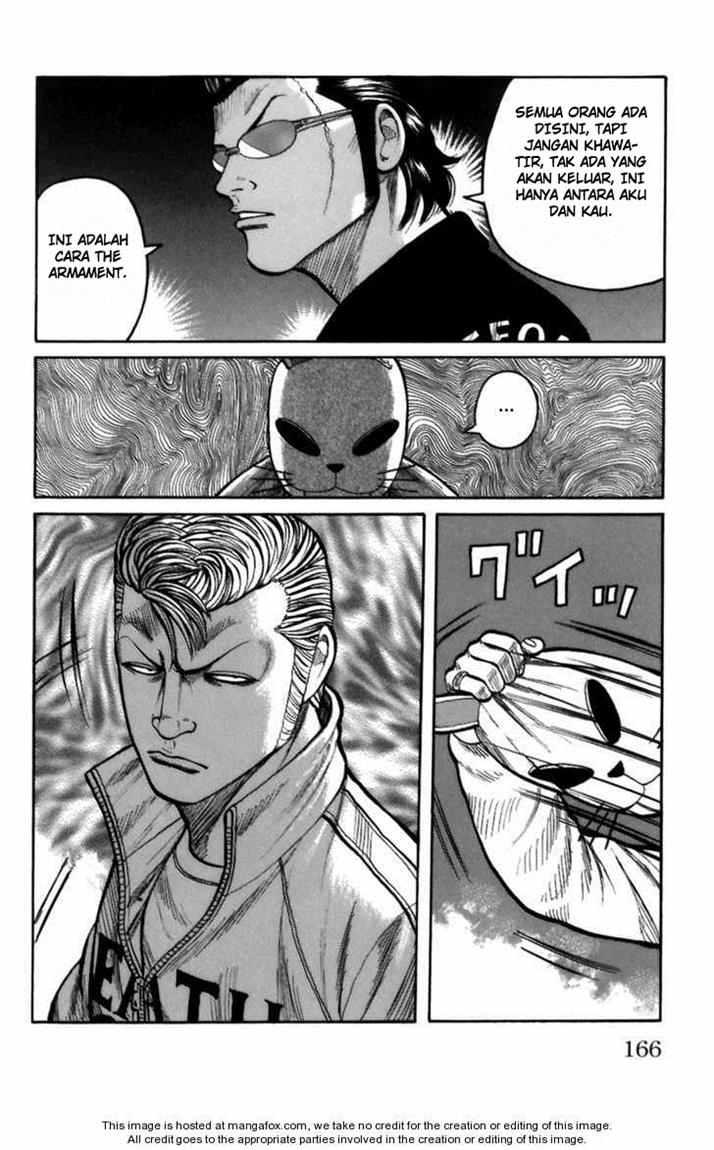 SEMUA ORANG ADA
DISINI, TAPI
JANGAN KHAWA-
TIR, TAK ADA YANG
AKAN KELUAR, INI
HANYA ANTARA AKU
DAN KAU.
INI ADALAH
CARA THE
ARMAMENT.
...
グイッ
166
This image is hosted at mangafox.com, we take no credit for the creation or editing of this image.
All credit goes to the appropriate parties involved in the creation or editing of this image.